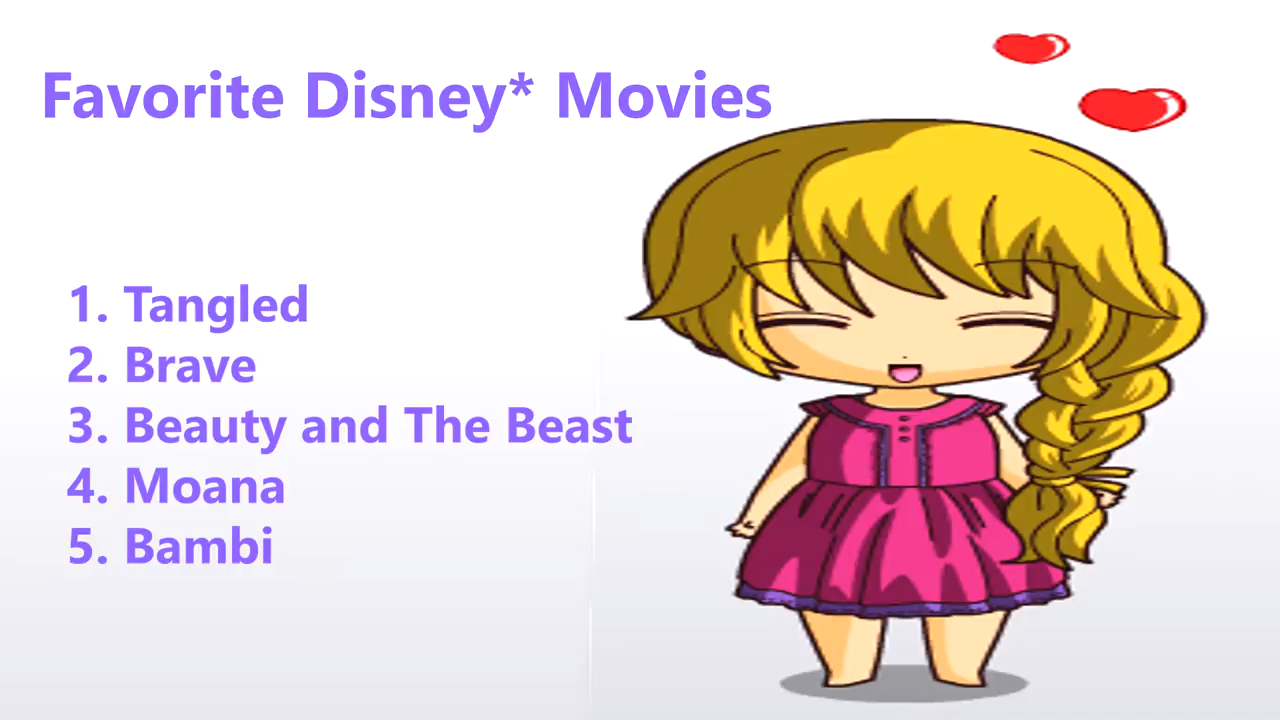 Favorite Disney* Movies
1. Tangled
2. Brave
3. Beauty and The Beast
4. Moana
5. Bambi